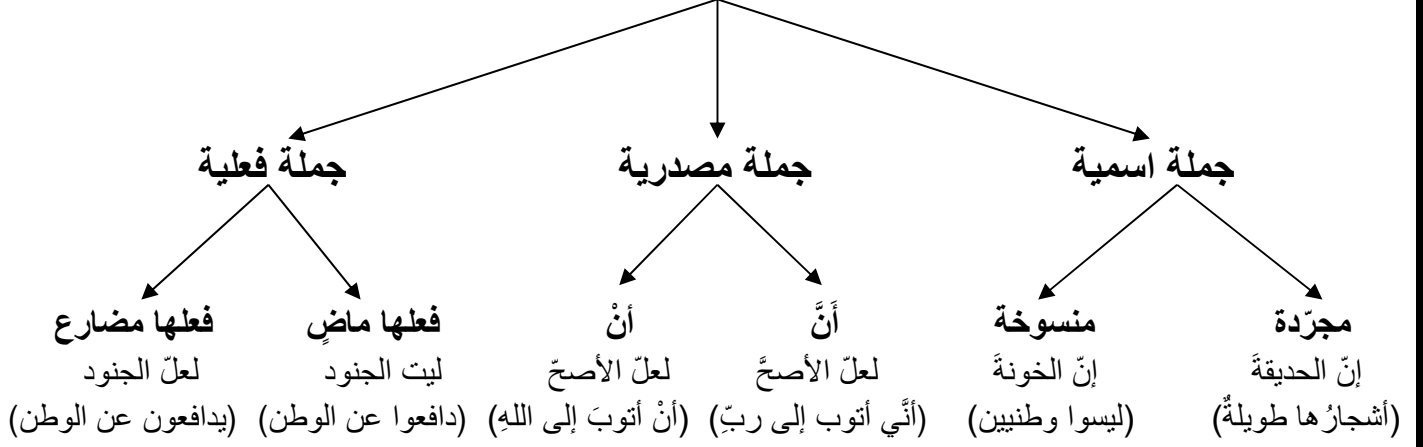 جملة اسمية جملة مصدرية جملة فعلية
مجرّدة منسوخة أَنَّ أنْ فعلها ماضٍ فعلها مضارع
إنّ الحديقةَ إنّ الخونةَ لعلّ الأصحَّ لعلّ الأصحّ ليت الجنود لعلّ الجنود
(أشجارُها طويلةٌ) (ليسوا وطنيين) (أنَّي أتوب إلى ربّي) (أنْ أتوبَ إلى اللهِ) (دافعوا عن الوطن) (يدافعون عن الوطن)